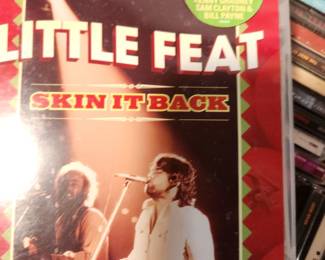 SAM CLAYTON &
BILL PAYNE
LITTLE FEAT
SKIN IT BACK